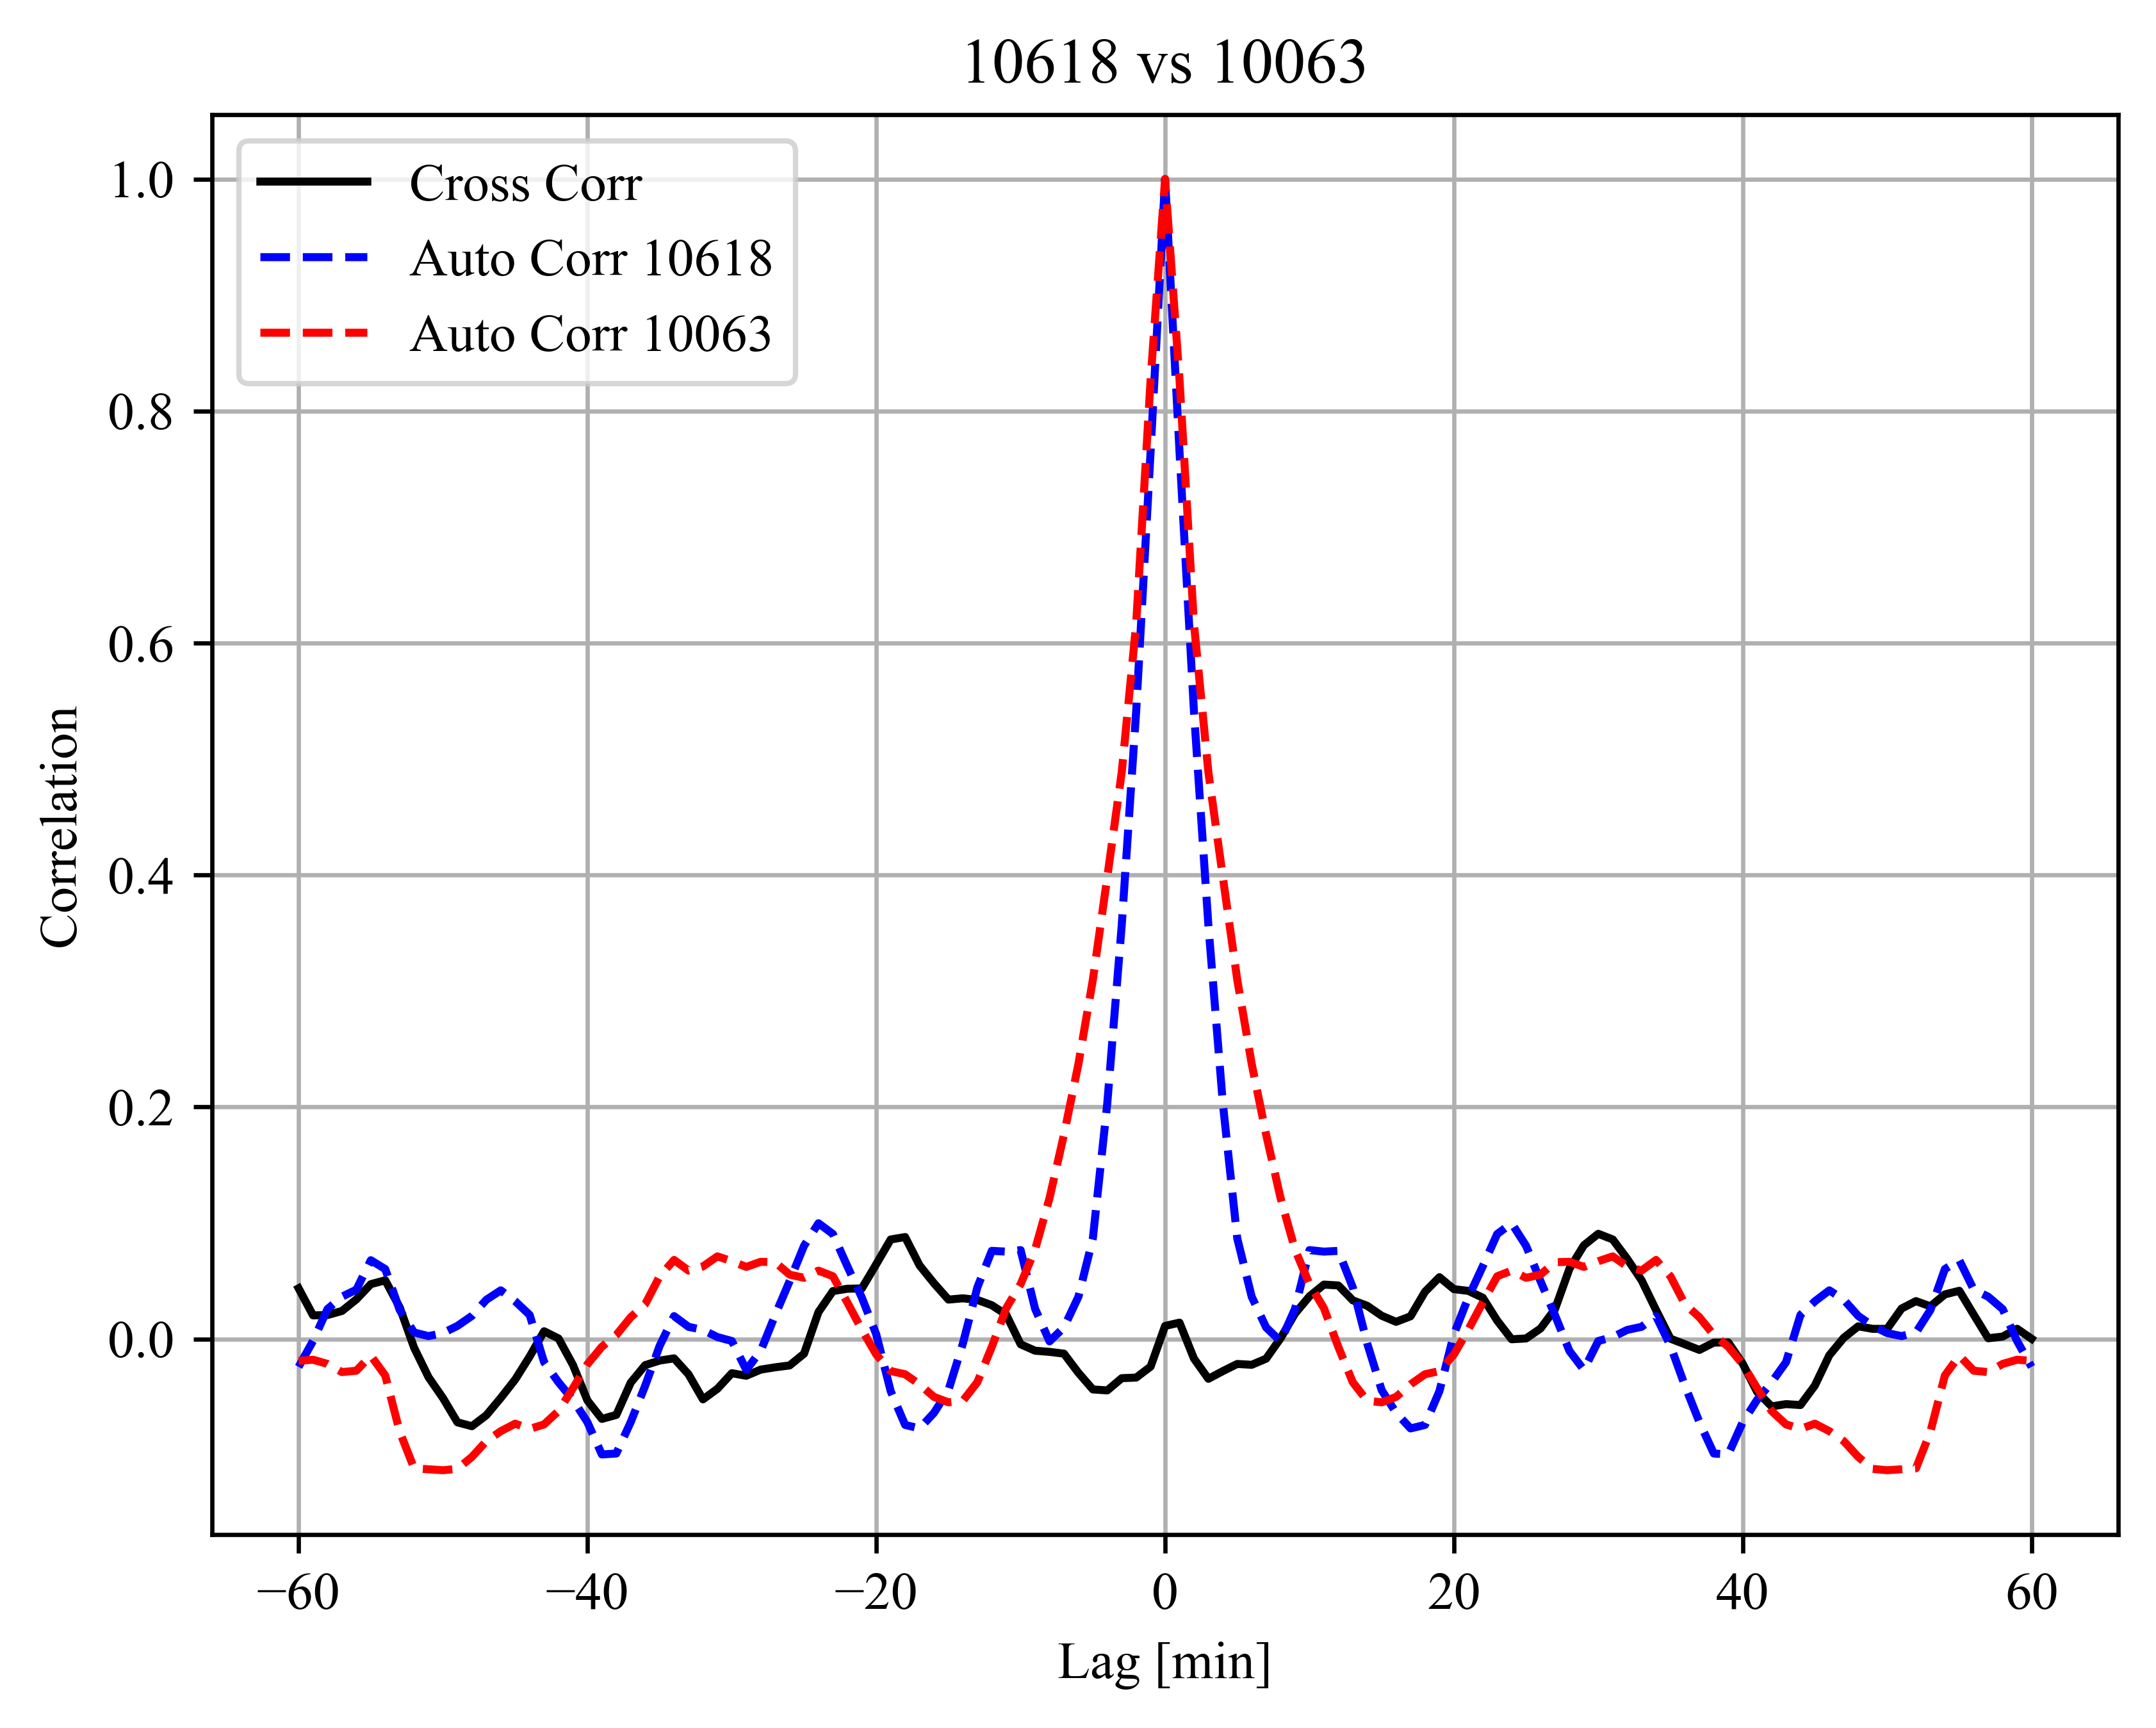 10618 vs 10063
Cross Corr
Auto Corr 10618
Auto Corr 10063
1.0
0.8
0.6
0.4
0.2
0.0
Correlation
−60 −40 −20 0 20 40 60
Lag [min]